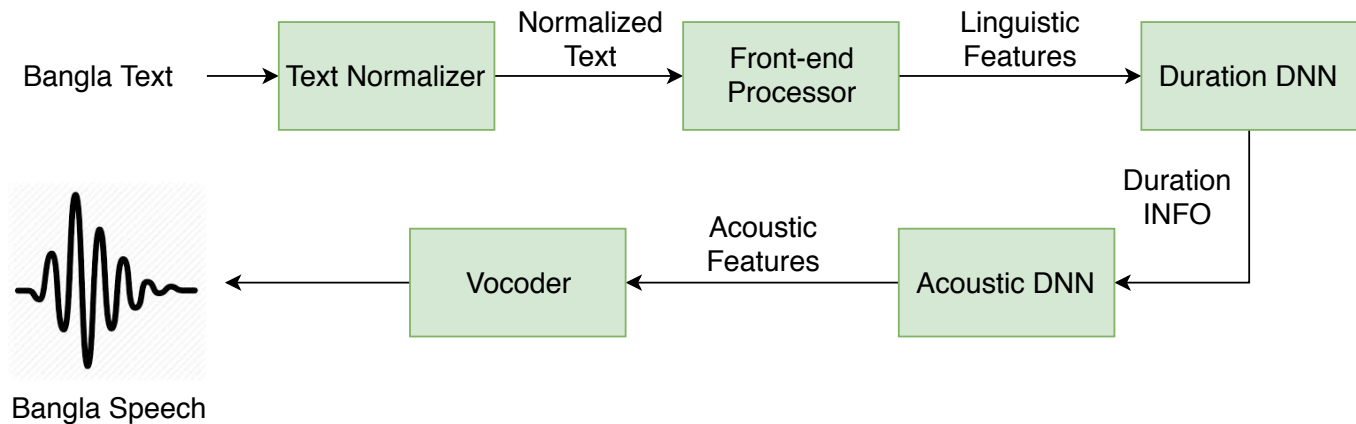 Bangla Text
Text Normalizer
Normalized
Text
Front-end
Processor
Linguistic
Features
Duration DNN
Duration
INFO
Acoustic DNN
Acoustic
Features
Vocoder
Bangla Speech